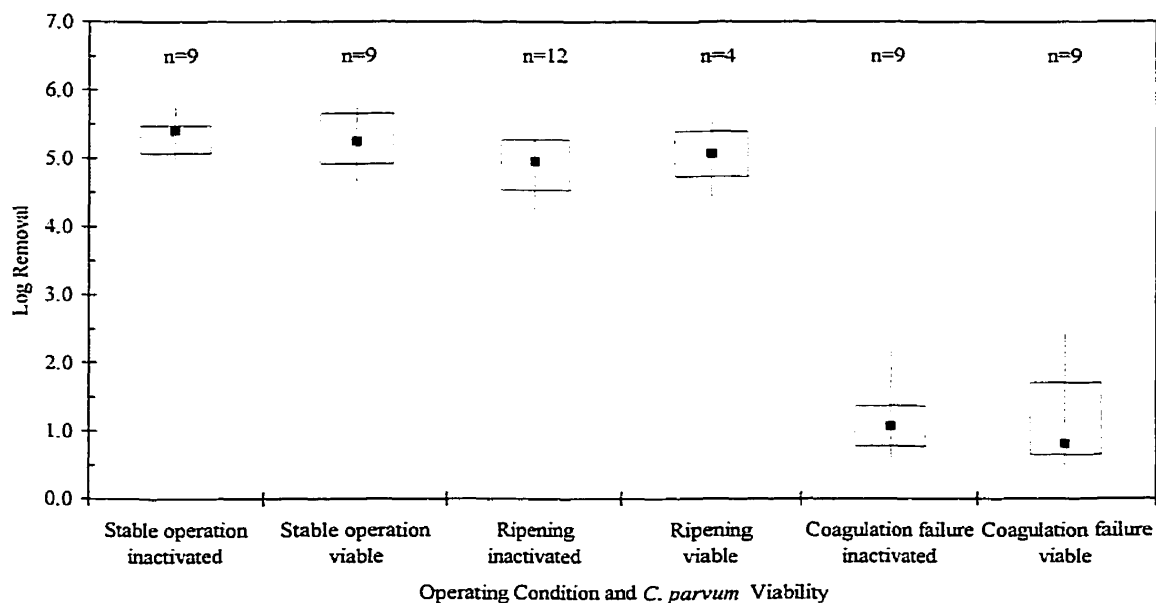 7.0
6.0
5.0
4.0
3.0
2.0
1.0
0.0
Log Removal
n=9
n=9
n=12
n=4
n=9
n=9
Stable operation
inactivated
Stable operation
viable
Ripening
inactivated
Ripening
viable
Coagulation failure
inactivated
Coagulation failure
viable
Operating Condition and C. parvum Viability